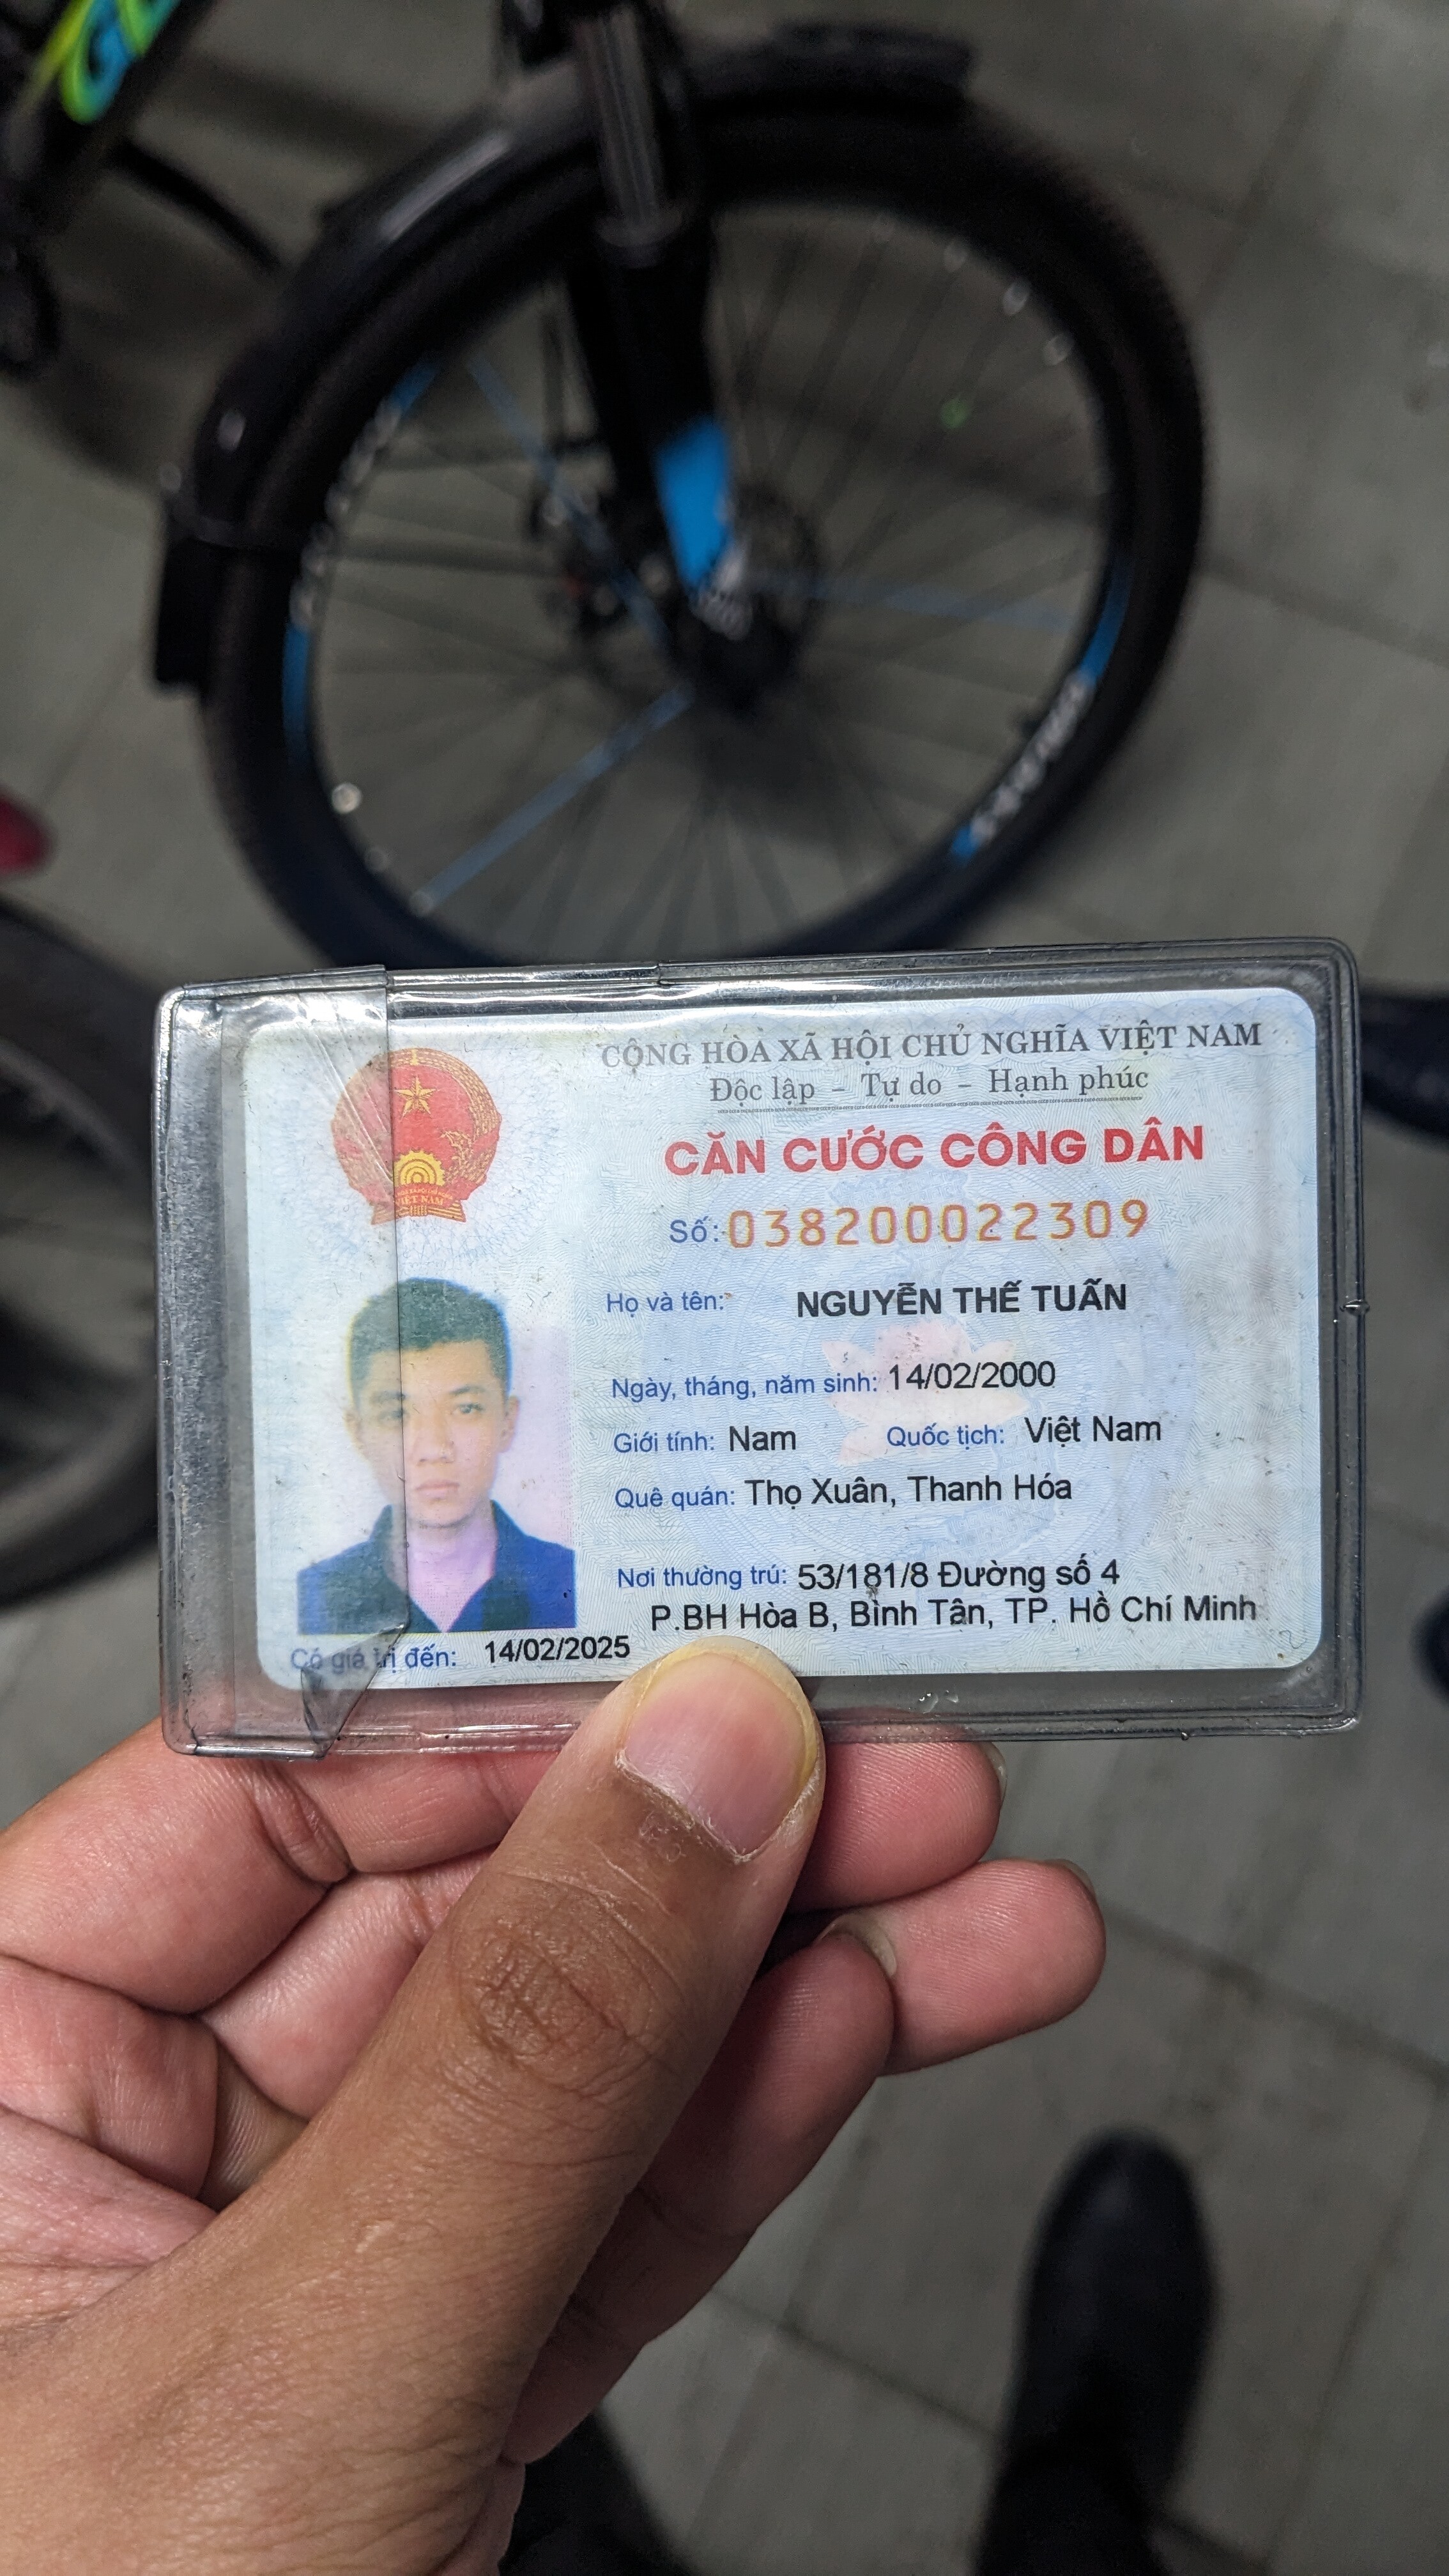 CỘNG HÒA XÃ HỘI CHỦ NGHĨA VIỆT NAM
Độc lập - Tự do - Hạnh phúc
CĂN CƯỚC CÔNG DÂN
Số: 038200022309
Họ và tên: NGUYỄN THẾ TUẤN
Ngày, tháng, năm sinh: 14/02/2000
Giới tính: Nam Quốc tịch: Việt Nam
Quê quán: Thọ Xuân, Thanh Hóa
Nơi thường trú: 53/181/8 Đường số 4
P.BH Hòa B, Bình Tân, TP. Hồ Chí Minh
Có giá trị đến: 14/02/2025